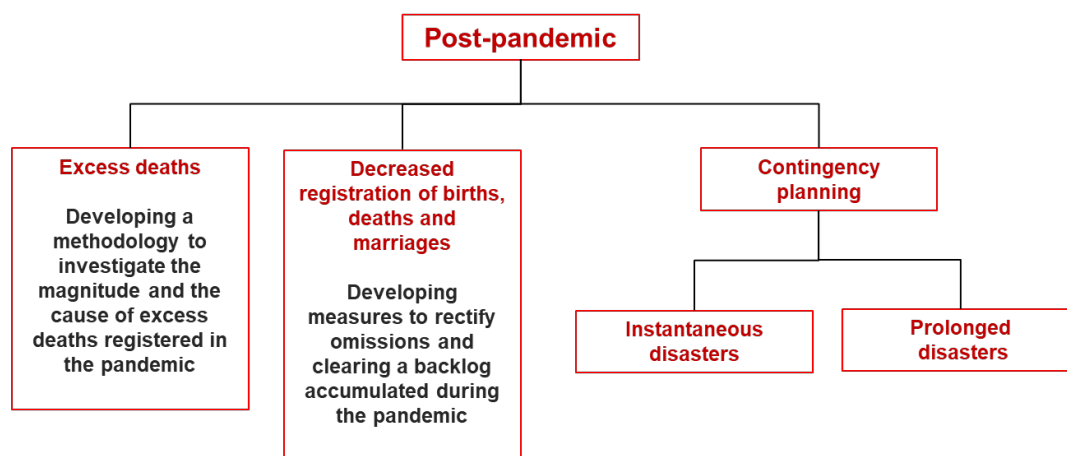 Post-pandemic
Excess deaths
Developing a
methodology to
investigate the
magnitude and the
cause of excess
deaths registered in
the pandemic
Decreased
registration of births,
deaths and
marriages
Developing
measures to rectify
omissions and
clearing a backlog
accumulated during
the pandemic
Contingency
planning
Instantaneous
disasters
Prolonged
disasters